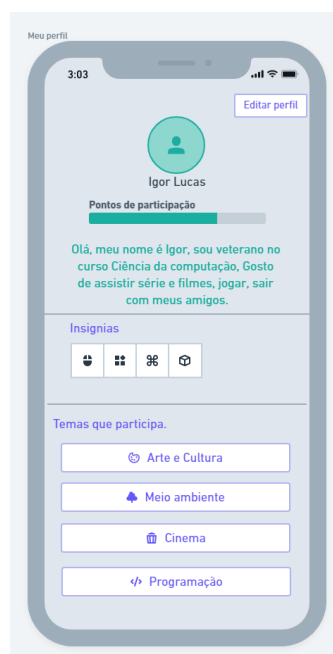 Meu perfil
3:03
Editar perfil
Igor Lucas
Pontos de participação
Olá, meu nome é Igor, sou veterano no
curso Ciência da computação, Gosto
de assistir série e filmes, jogar, sair
com meus amigos.
Insignias
Temas que participa.
Arte e Cultura
Meio ambiente
Cinema
Programação